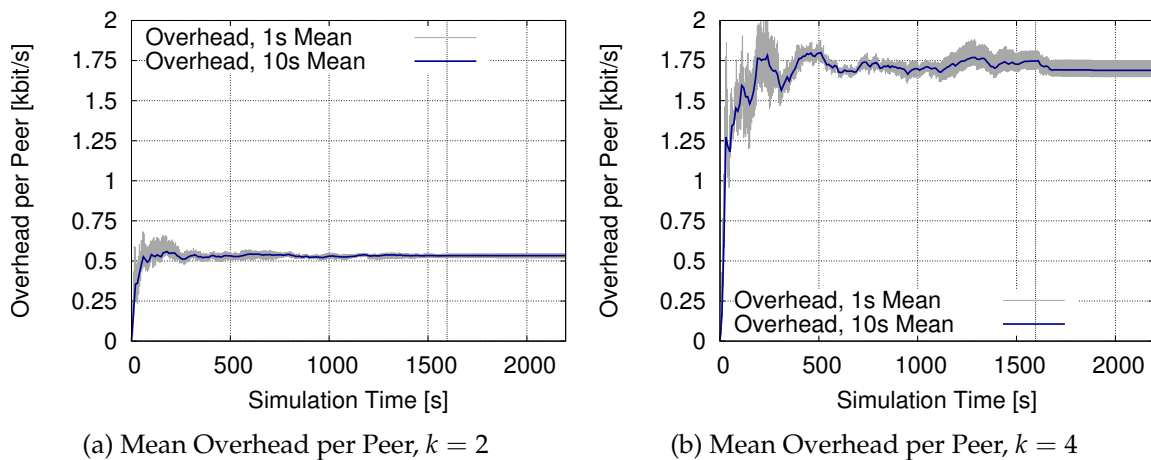 2
1.75
1.5
1.25
1
0.75
0.5
0.25
0
Overhead per Peer [kbit/s]
Overhead, 1s Mean
Overhead, 10s Mean
0 500 1000 1500 2000
Simulation Time [s]
(a) Mean Overhead per Peer, k = 2
2
1.75
1.5
1.25
1
0.75
0.5
0.25
0
Overhead per Peer [kbit/s]
Overhead, 1s Mean
Overhead, 10s Mean
0 500 1000 1500 2000
Simulation Time [s]
(b) Mean Overhead per Peer, k = 4